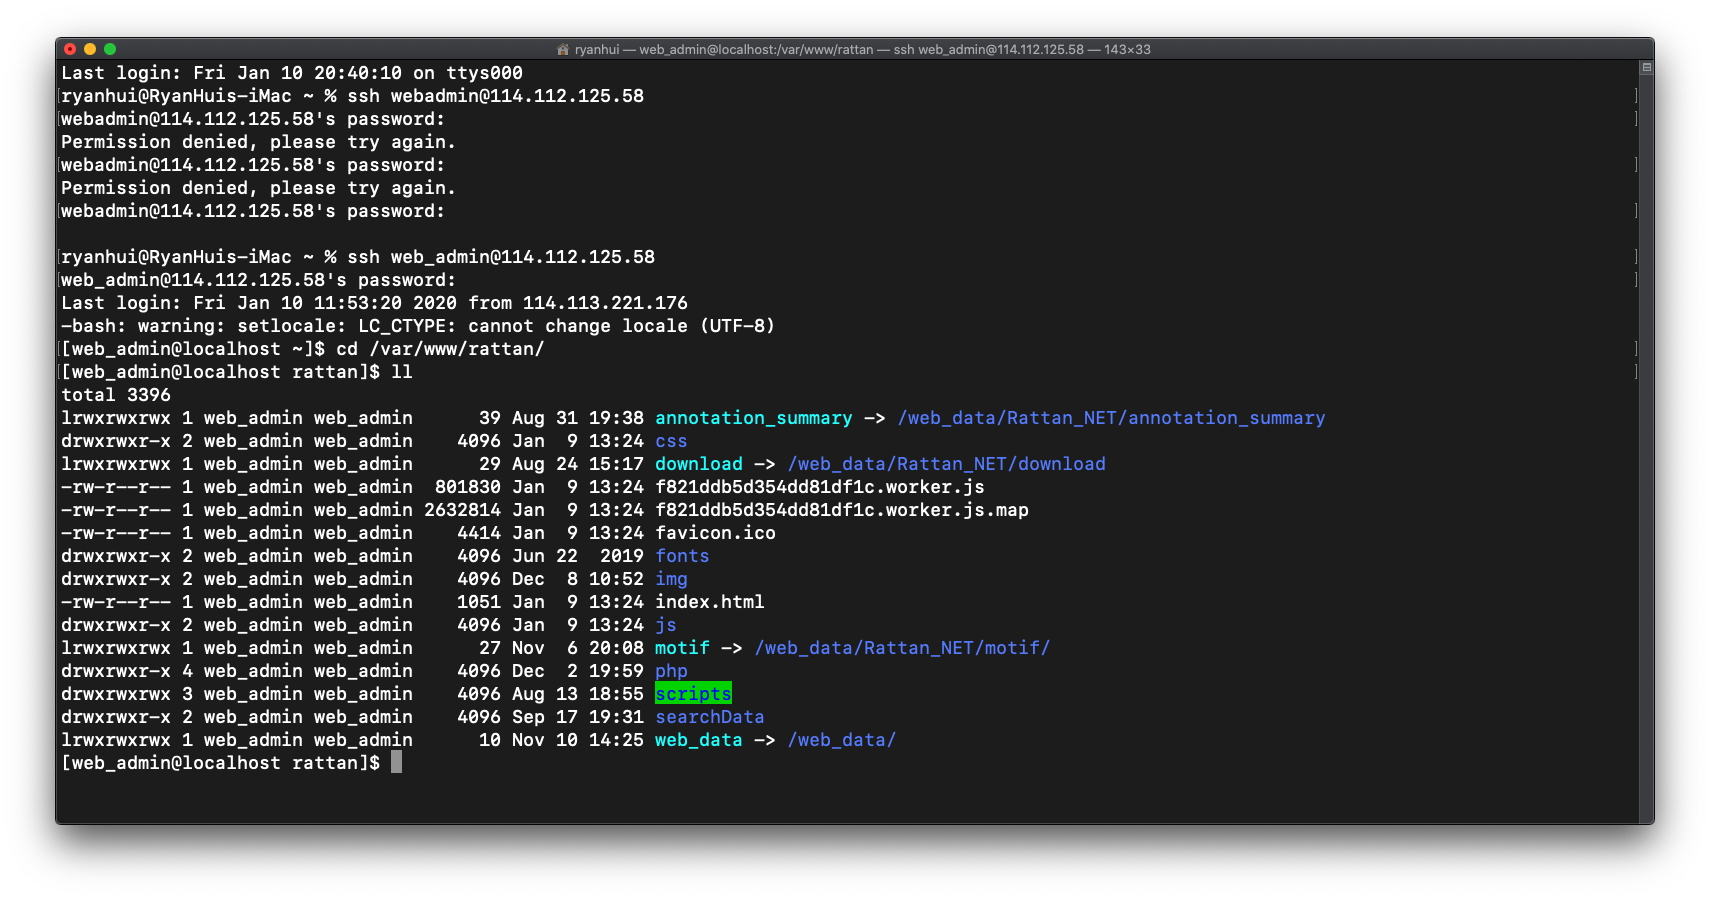 ryanhui — web_admin@localhost:/var/www/rattan — ssh web_admin@114.112.125.58 — 143×33
Last login: Fri Jan 10 20:40:10 on ttys000
[ryanhui@RyanHuis-iMac ~ % ssh webadmin@114.112.125.58 ]
[webadmin@114.112.125.58's password: ]
Permission denied, please try again.
[webadmin@114.112.125.58's password: ]
Permission denied, please try again.
[webadmin@114.112.125.58's password: ]
[ryanhui@RyanHuis-iMac ~ % ssh web_admin@114.112.125.58 ]
[web_admin@114.112.125.58's password: ]
Last login: Fri Jan 10 11:53:20 2020 from 114.113.221.176
-bash: warning: setlocale: LC_CTYPE: cannot change locale (UTF-8)
[[web_admin@localhost ~]$ cd /var/www/rattan/ ]
[[web_admin@localhost rattan]$ ll ]
total 3396
lrwxrwxrwx 1 web_admin web_admin      39 Aug 31 19:38 annotation_summary -> /web_data/Rattan_NET/annotation_summary
drwxrwxr-x 2 web_admin web_admin    4096 Jan  9 13:24 css
lrwxrwxrwx 1 web_admin web_admin      29 Aug 24 15:17 download -> /web_data/Rattan_NET/download
-rw-r--r-- 1 web_admin web_admin  801830 Jan  9 13:24 f821ddb5d354dd81df1c.worker.js
-rw-r--r-- 1 web_admin web_admin 2632814 Jan  9 13:24 f821ddb5d354dd81df1c.worker.js.map
-rw-r--r-- 1 web_admin web_admin    4414 Jan  9 13:24 favicon.ico
drwxrwxr-x 2 web_admin web_admin    4096 Jun 22  2019 fonts
drwxrwxr-x 2 web_admin web_admin    4096 Dec  8 10:52 img
-rw-r--r-- 1 web_admin web_admin    1051 Jan  9 13:24 index.html
drwxrwxr-x 2 web_admin web_admin    4096 Jan  9 13:24 js
lrwxrwxrwx 1 web_admin web_admin      27 Nov  6 20:08 motif -> /web_data/Rattan_NET/motif/
drwxrwxr-x 4 web_admin web_admin    4096 Dec  2 19:59 php
drwxrwxrwx 3 web_admin web_admin    4096 Aug 13 18:55 scripts
drwxrwxr-x 2 web_admin web_admin    4096 Sep 17 19:31 searchData
lrwxrwxrwx 1 web_admin web_admin      10 Nov 10 14:25 web_data -> /web_data/
[web_admin@localhost rattan]$